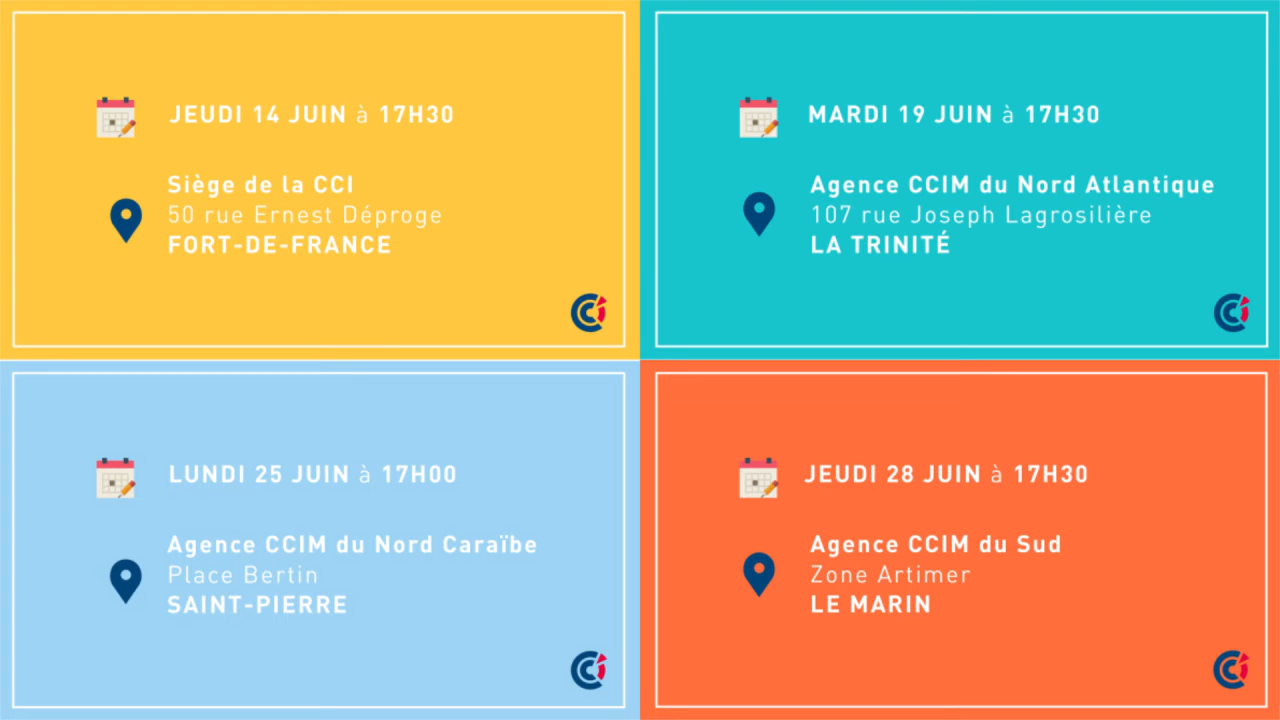 JEUDI 14 JUIN à 17H30
Siège de la CCI
50 rue Ernest Déproge
FORT-DE-FRANCE
MARDI 19 JUIN à 17H30
Agence CCIM du Nord Atlantique
107 rue Joseph Lagrosilière
LA TRINITÉ
LUNDI 25 JUIN à 17H00
Agence CCIM du Nord Caraïbe
Place Bertin
SAINT-PIERRE
JEUDI 28 JUIN à 17H30
Agence CCIM du Sud
Zone Artimer
LE MARIN